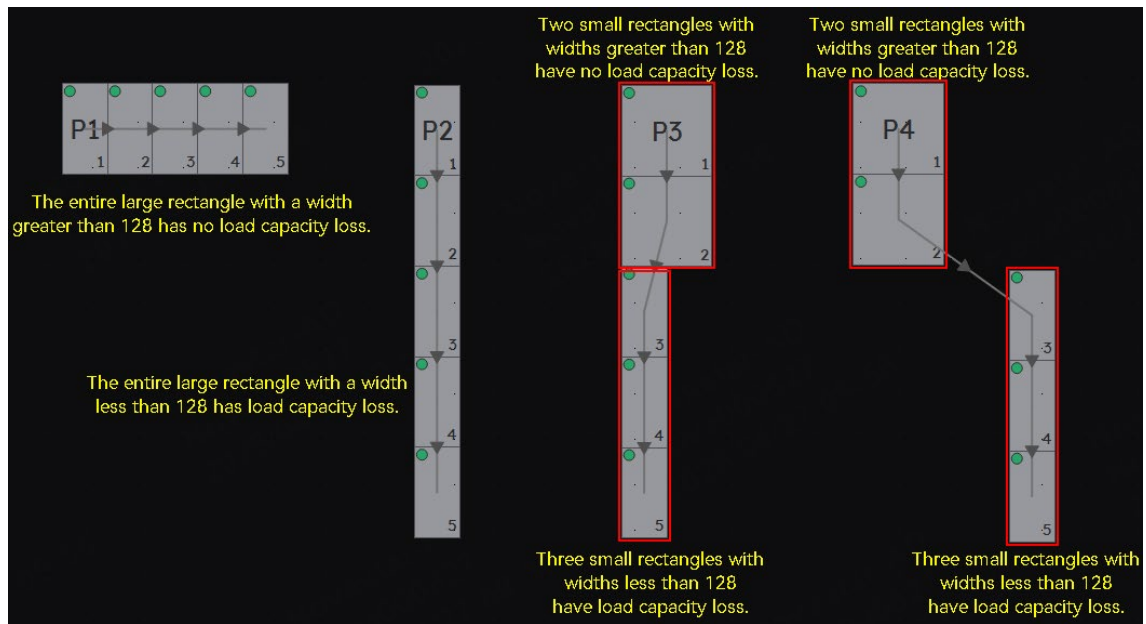 Two small rectangles with
widths greater than 128
have no load capacity loss.
Two small rectangles with
widths greater than 128
have no load capacity loss.
P1
.1
.2
.3
.4
.5
The entire large rectangle with a width
greater than 128 has no load capacity loss.
P2
1
2
3
4
5
The entire large rectangle with a width
less than 128 has load capacity loss.
P3
1
2
3
4
5
Three small rectangles with
widths less than 128
have load capacity loss.
P4
1
2
3
4
5
Three small rectangles with
widths less than 128
have load capacity loss.